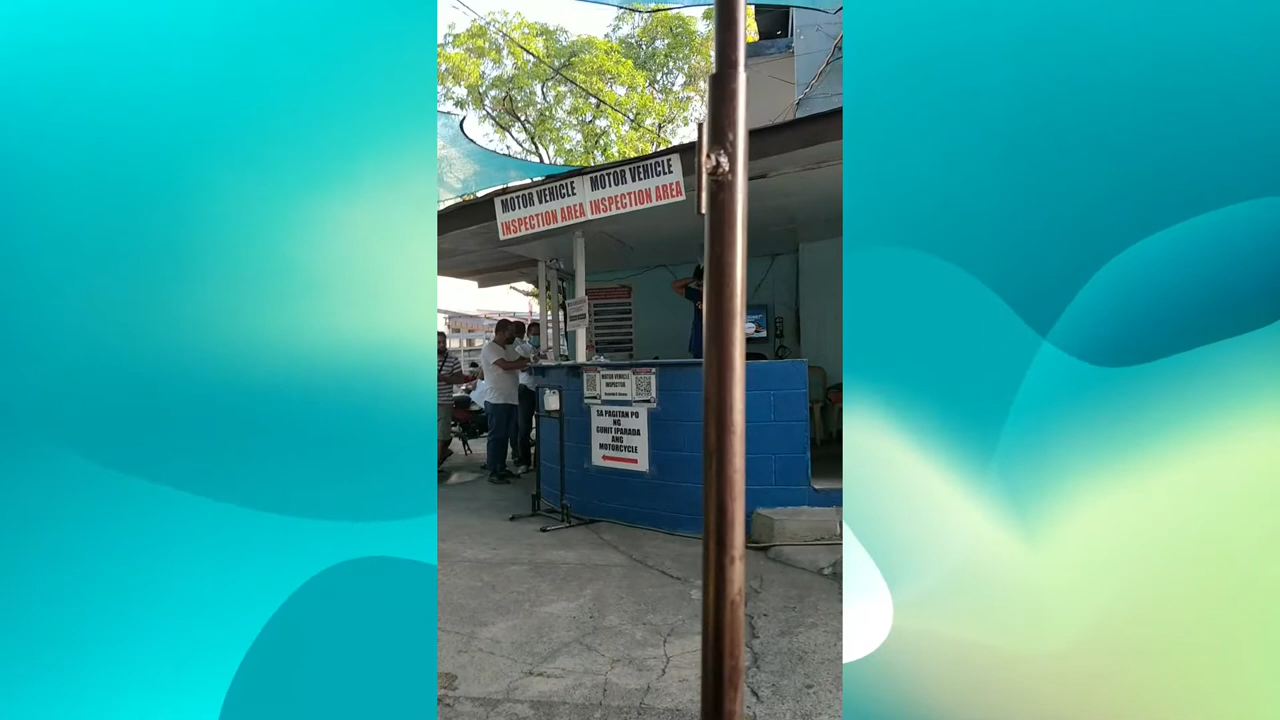 MOTOR VEHICLE
INSPECTION AREA
MOTOR VEHICLE
INSPECTION AREA
MOTOR VEHICLE
INSPECTOR
SA PAGITAN PO
NG
GUHIT IPARADA
ANG
MOTORCYCLE